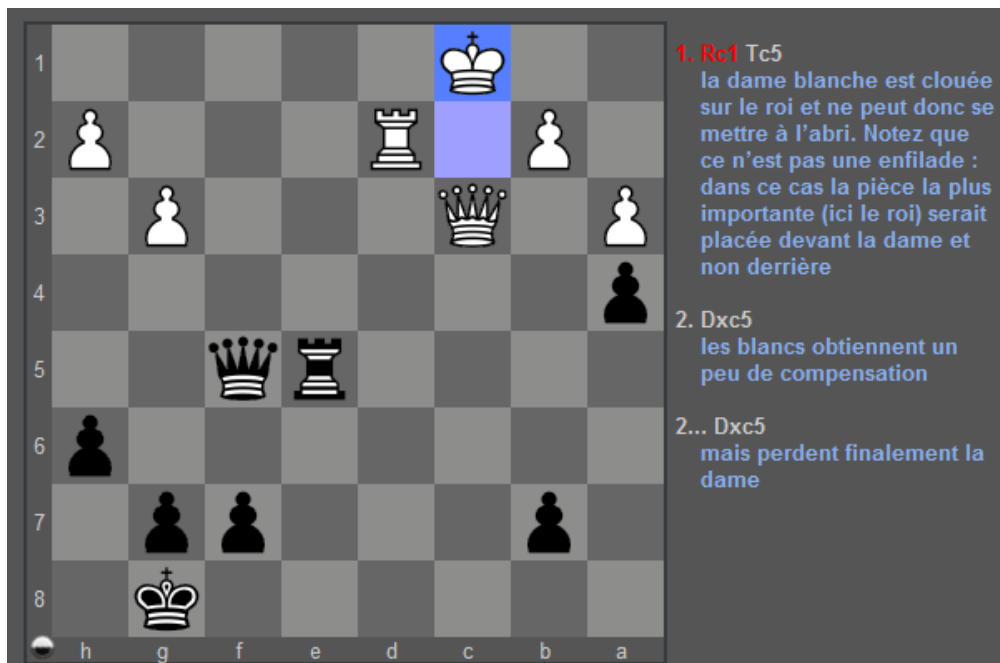 1
2
3
4
5
6
7
8
h g f e d c b a
1. Rc1 Tc5
la dame blanche est clouée
sur le roi et ne peut donc se
mettre à l’abri. Notez que
ce n’est pas une enfilade :
dans ce cas la pièce la plus
importante (ici le roi) serait
placée devant la dame et
non derrière
2. Dxc5
les blancs obtiennent un
peu de compensation
2... Dxc5
mais perdent finalement la
dame